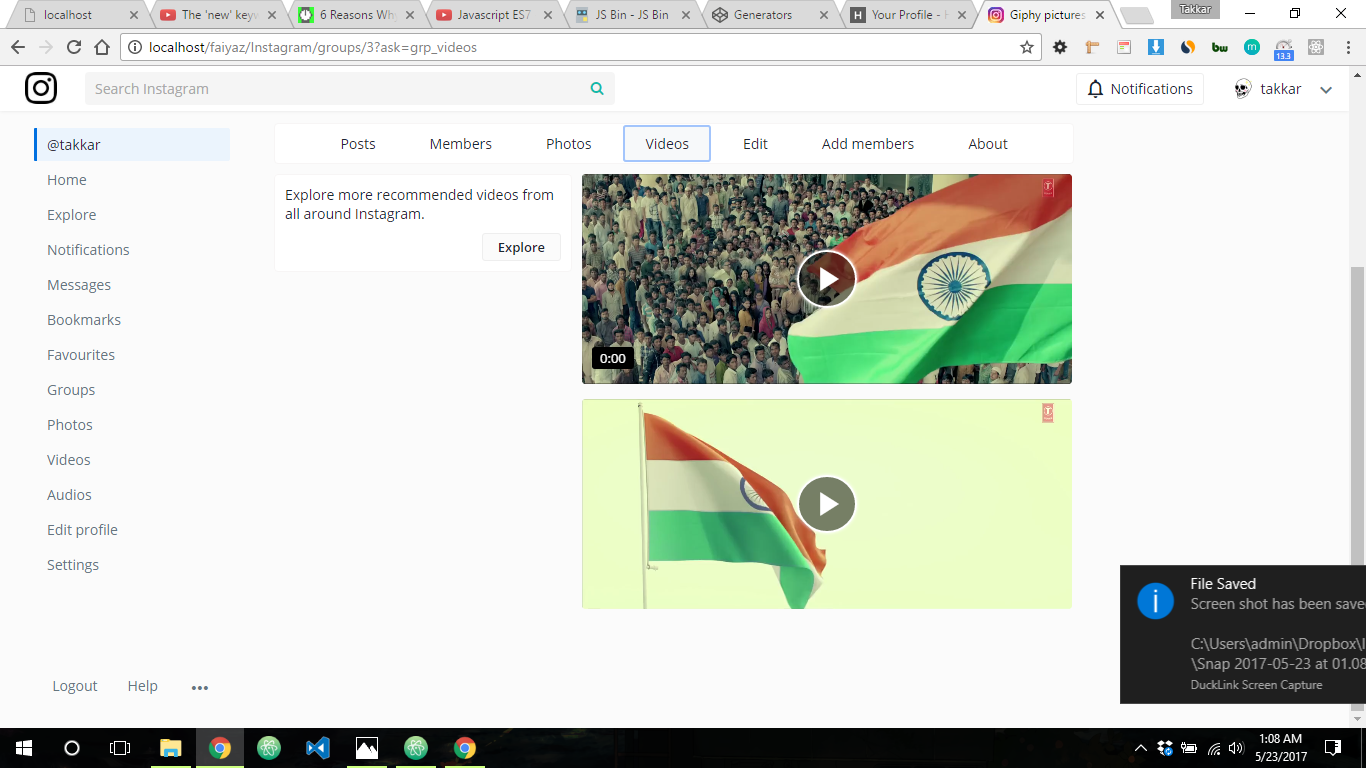 localhost
The 'new' keyw
6 Reasons Why
Javascript ES7
JS Bin - JS Bin
Generators
Your Profile - H
Giphy pictures
Takkar
localhost/faiyaz/Instagram/groups/3?ask=grp_videos
bw
m
13.3
Search Instagram
Notifications
takkar
@takkar
Home
Explore
Notifications
Messages
Bookmarks
Favourites
Groups
Photos
Videos
Audios
Edit profile
Settings
Logout Help
Posts Members Photos Videos Edit Add members About
Explore more recommended videos from
all around Instagram.
Explore
T
0:00
T
File Saved
Screen shot has been save
C:\Users\admin\Dropbox\
\Snap 2017-05-23 at 01.08
DuckLink Screen Capture
1:08 AM
5/23/2017